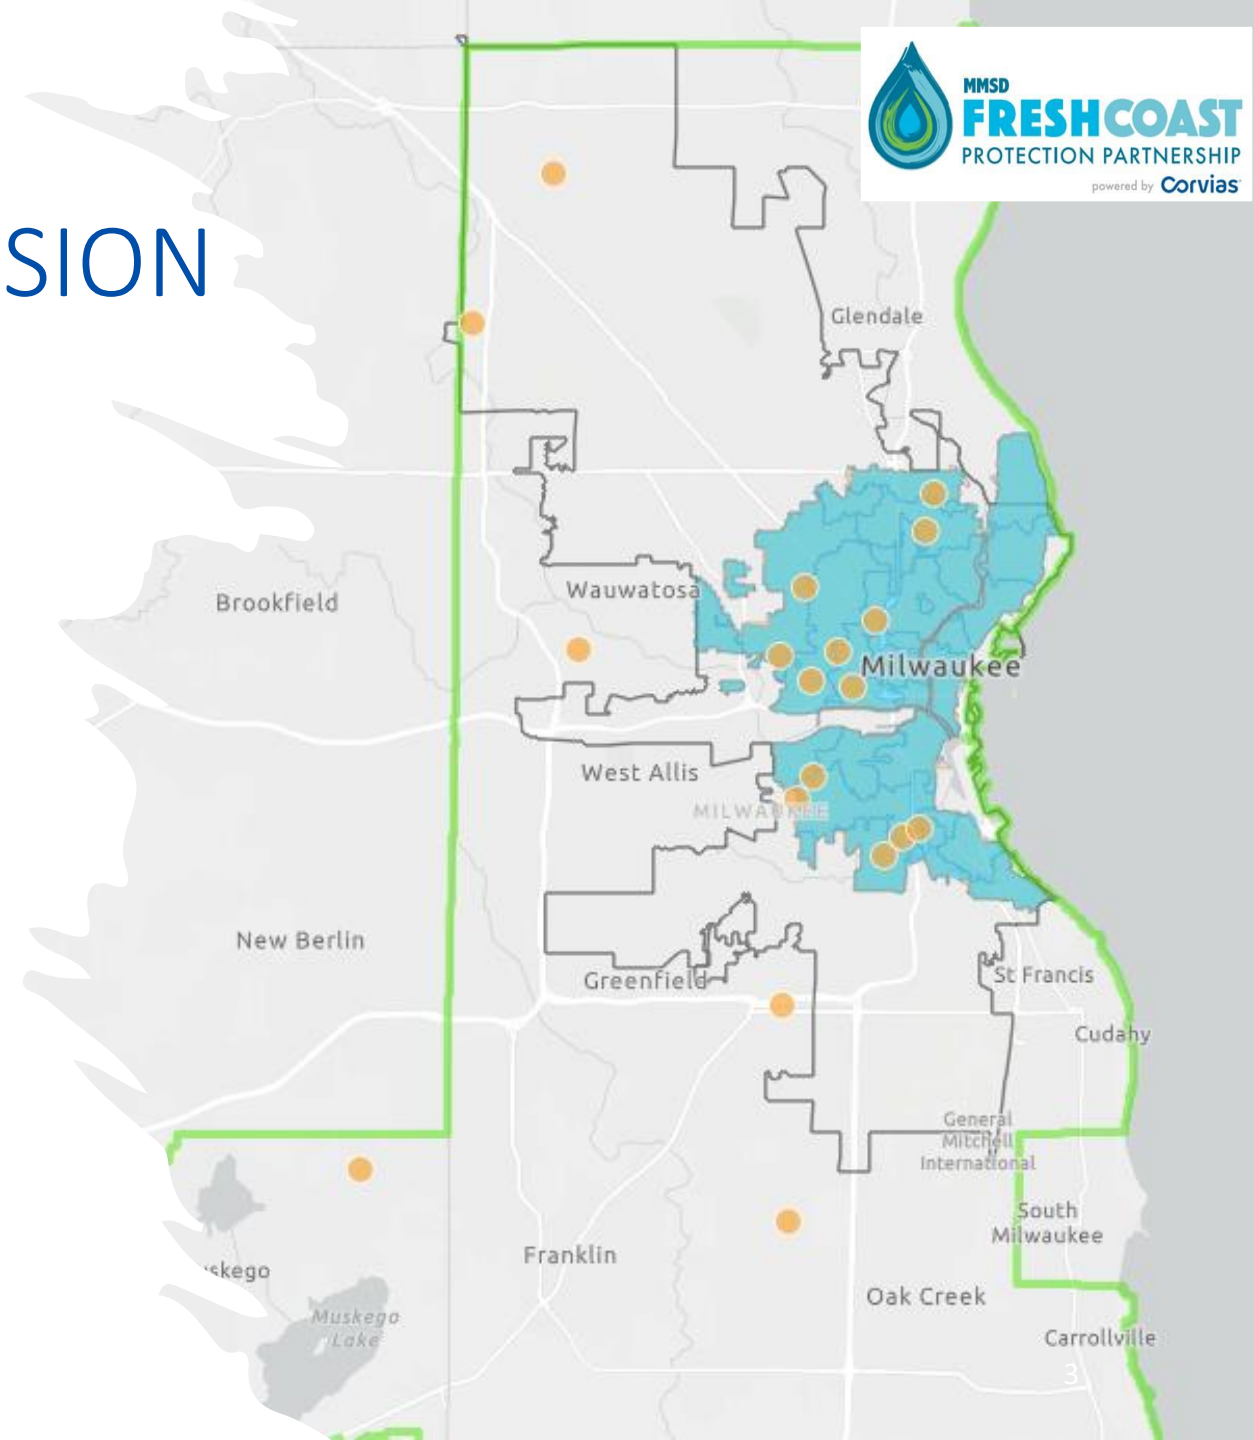 MMSD
FRESHCOAST
PROTECTION PARTNERSHIP
powered by Corvias
SION
Glendale
Brookfield
Wauwatosa
Milwaukee
West Allis
MILWAUKEE
New Berlin
Greenfield
St Francis
Cudahy
General
Mitchell
International
South
Milwaukee
Franklin
skego
Oak Creek
Muskego
Lake
Carrollville
3